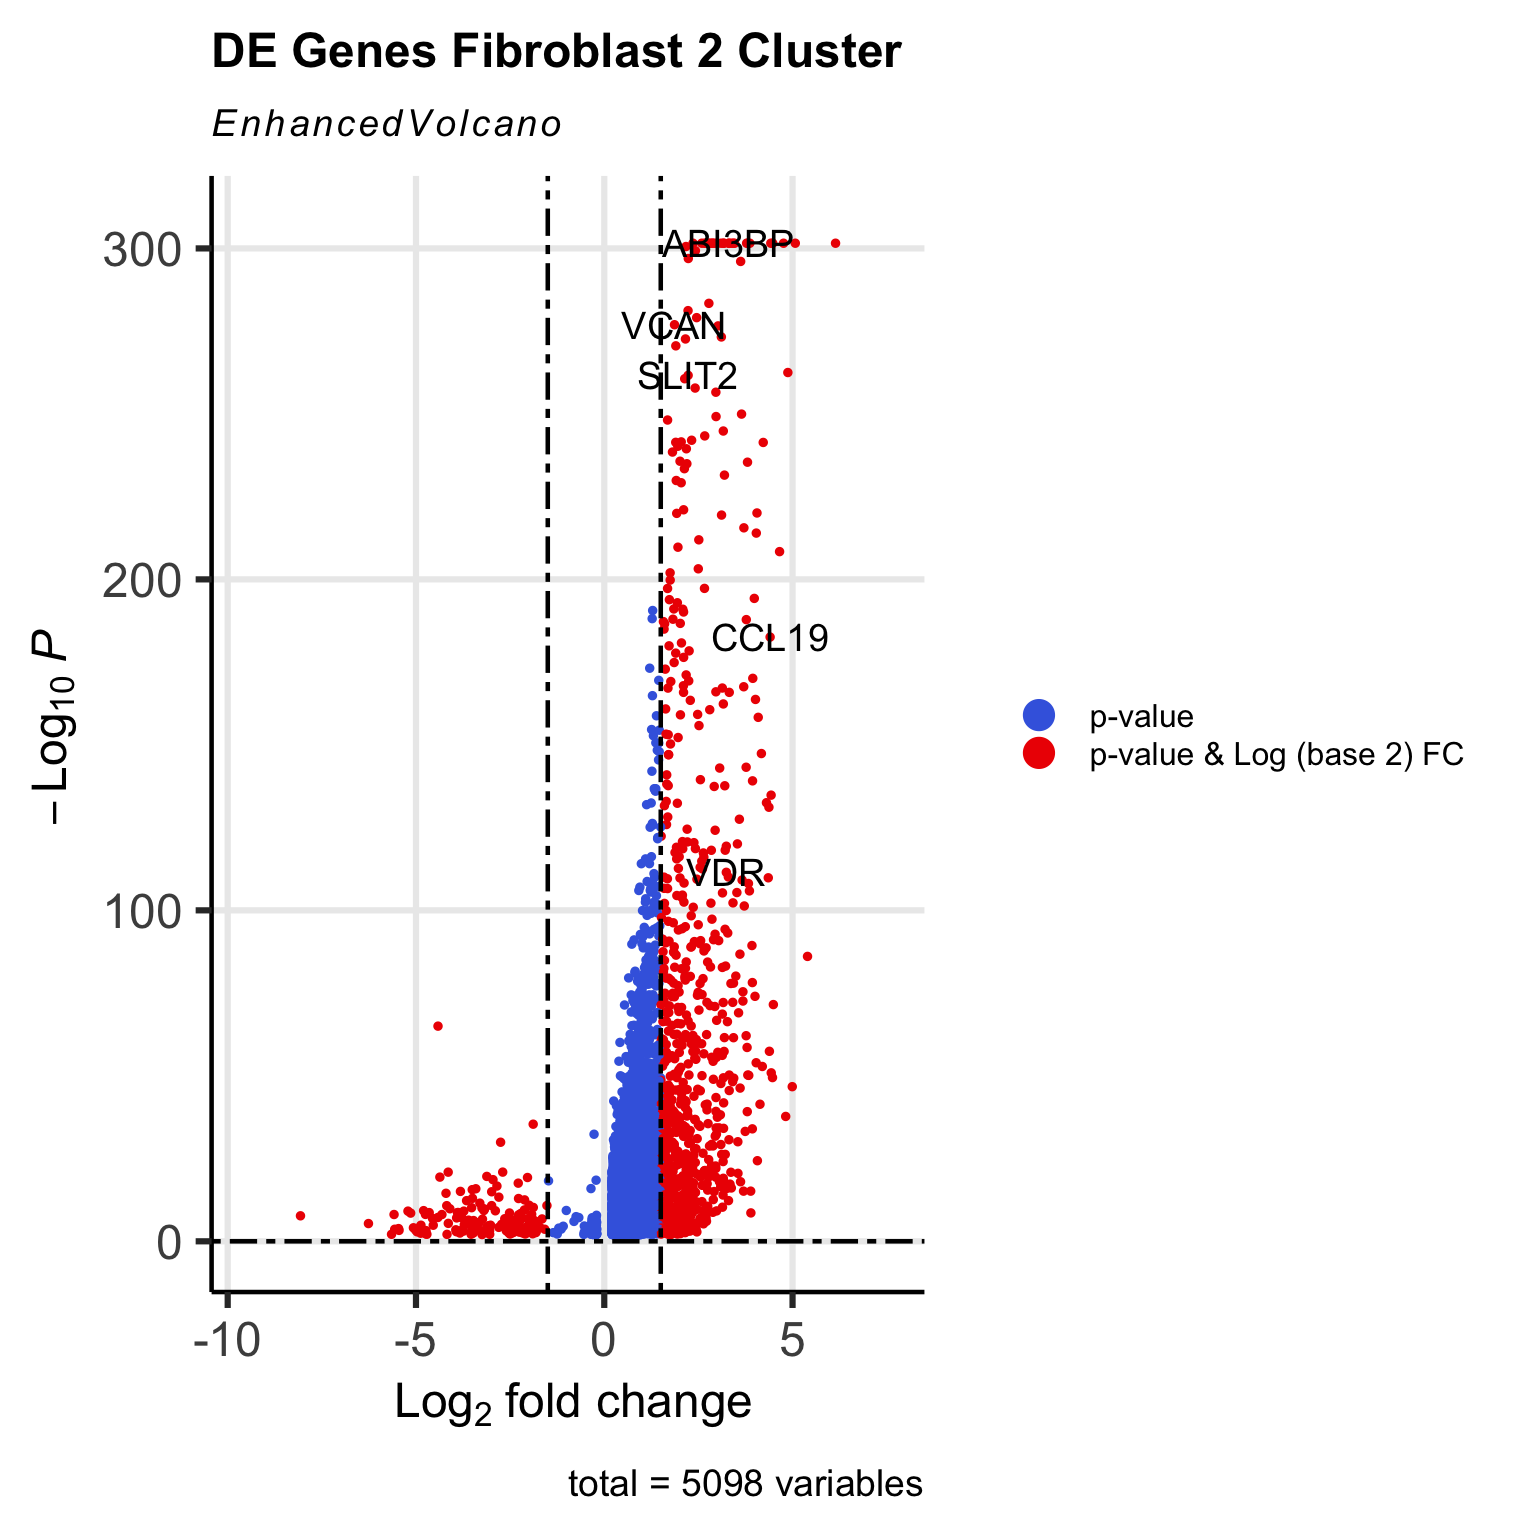 DE Genes Fibroblast 2 Cluster
EnhancedVolcano
300
200
100
0
−Log10 P
ABI3BP
VCAN
SLIT2
CCL19
VDR
p-value
p-value & Log (base 2) FC
-10 -5 0 5
Log2 fold change
total = 5098 variables